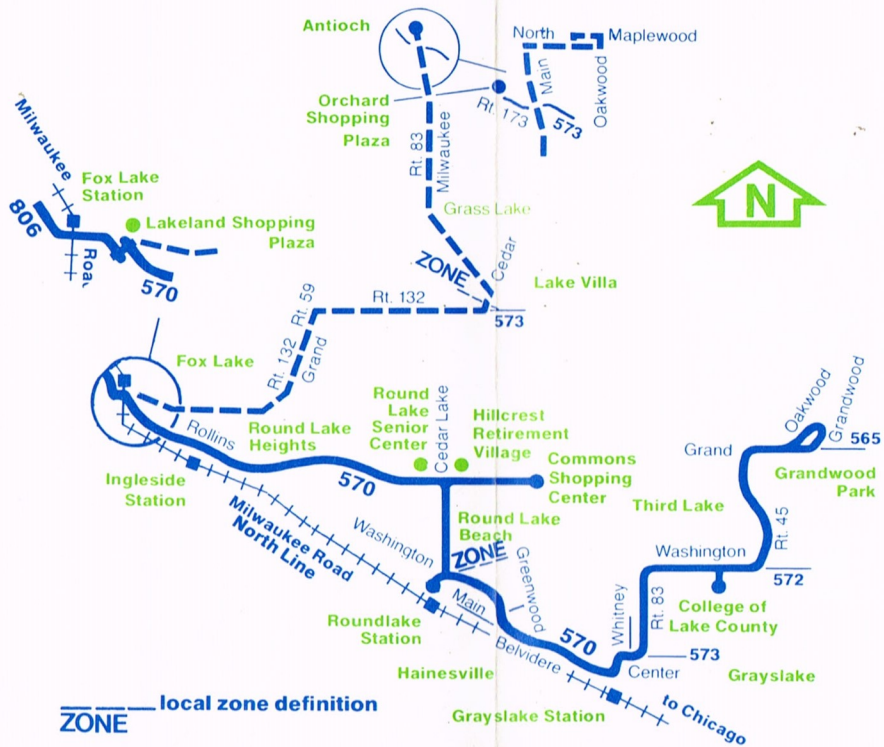 Antioch
North
Maplewood
Main
Oakwood
Orchard
Shopping
Plaza
Rt. 173
573
Rt. 83
Milwaukee
N
Milwaukee
Fox Lake
Station
806
Lakeland Shopping
Plaza
570
Grass Lake
Cedar
ZONE
Lake Villa
573
Rt. 132
Rt. 59
Rt. 132
Grand
Fox Lake
Rollins
Round Lake
Heights
Round
Lake
Senior
Center
Cedar Lake
Hillcrest
Retirement
Village
Commons
Shopping
Center
570
Ingleside
Station
Milwaukee Road
North Line
Washington
Round Lake
Beach
ZONE
Greenwood
Main
Roundlake
Station
Belvidere
570
Hainesville
Oakwood
Grandwood
565
Grand
Grandwood
Park
Third Lake
Rt. 45
Washington
572
College of
Lake County
Whitney
Rt. 83
573
Center
Grayslake
Grayslake Station
to Chicago
local zone definition
ZONE